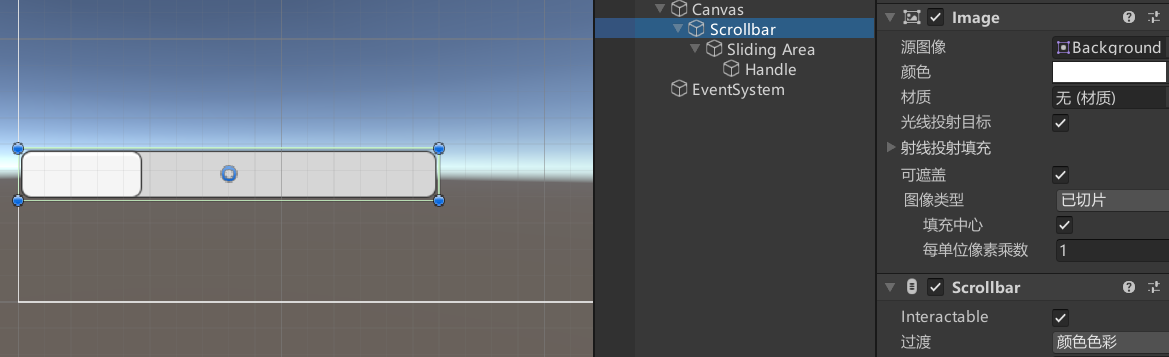 Canvas
Scrollbar
Sliding Area
Handle
EventSystem
Image
源图像 Background
颜色
材质 无 (材质)
光线投射目标
射线投射填充
可遮盖
图像类型 已切片
填充中心
每单位像素乘数 1
Scrollbar
Interactable
过渡 颜色色彩